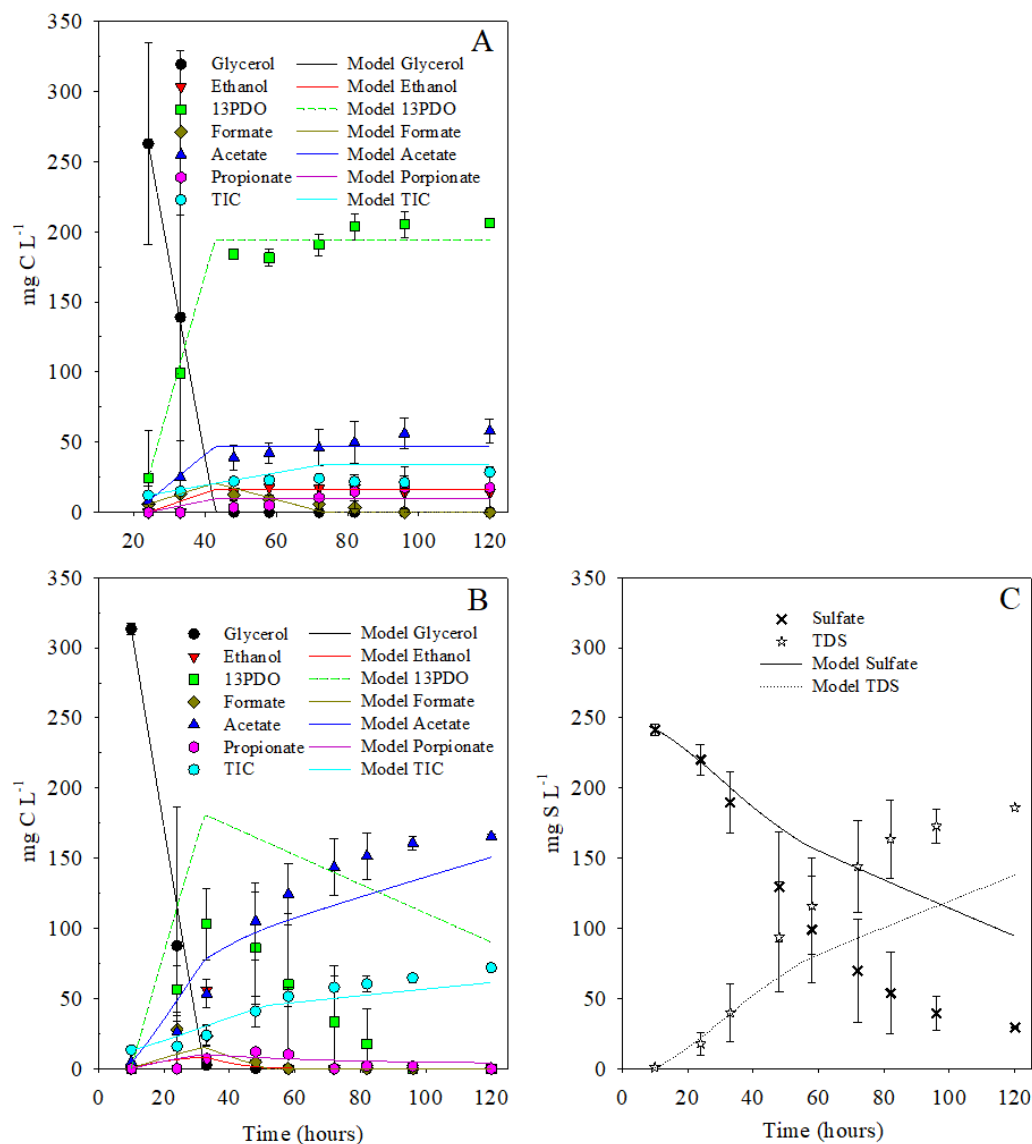 A
350
300
250
200
150
100
50
0
mg C L⁻¹
Glycerol
Ethanol
13PDO
Formate
Acetate
Propionate
TIC
Model Glycerol
Model Ethanol
Model 13PDO
Model Formate
Model Acetate
Model Porpionate
Model TIC
20 40 60 80 100 120
B
350
300
250
200
150
100
50
0
mg C L⁻¹
Glycerol
Ethanol
13PDO
Formate
Acetate
Propionate
TIC
Model Glycerol
Model Ethanol
Model 13PDO
Model Formate
Model Acetate
Model Porpionate
Model TIC
0 20 40 60 80 100 120
Time (hours)
C
350
300
250
200
150
100
50
0
mg S L⁻¹
Sulfate
TDS
Model Sulfate
Model TDS
0 20 40 60 80 100 120
Time (hours)